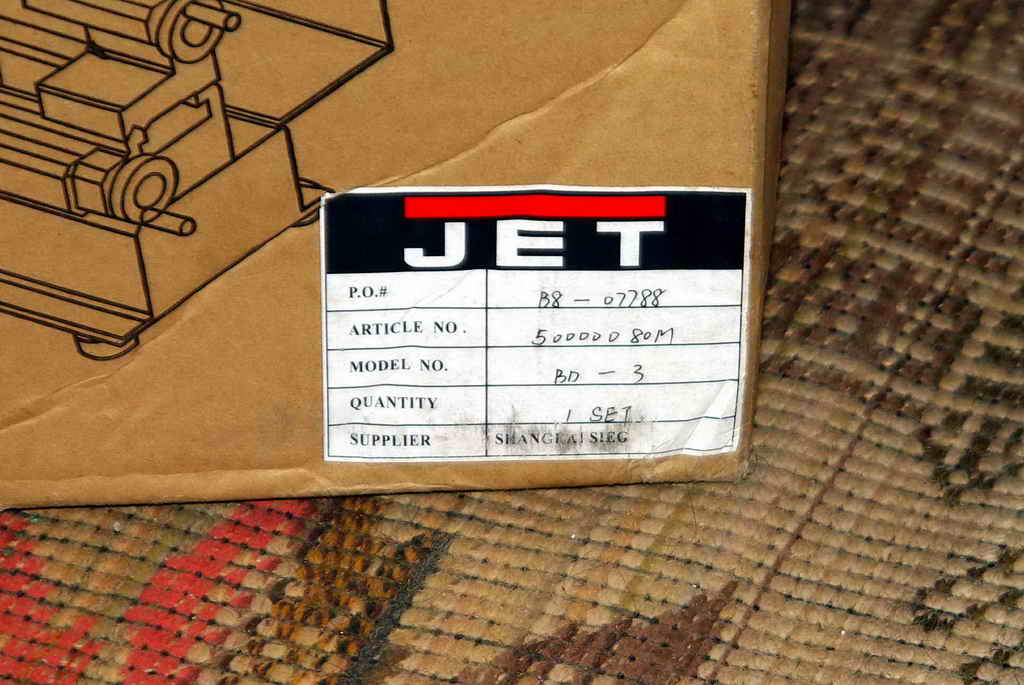 JET
P.O.# B8 - 07788
ARTICLE NO. 50000080M
MODEL NO. BD - 3
QUANTITY 1 SET
SUPPLIER SHANGHAI SIEG